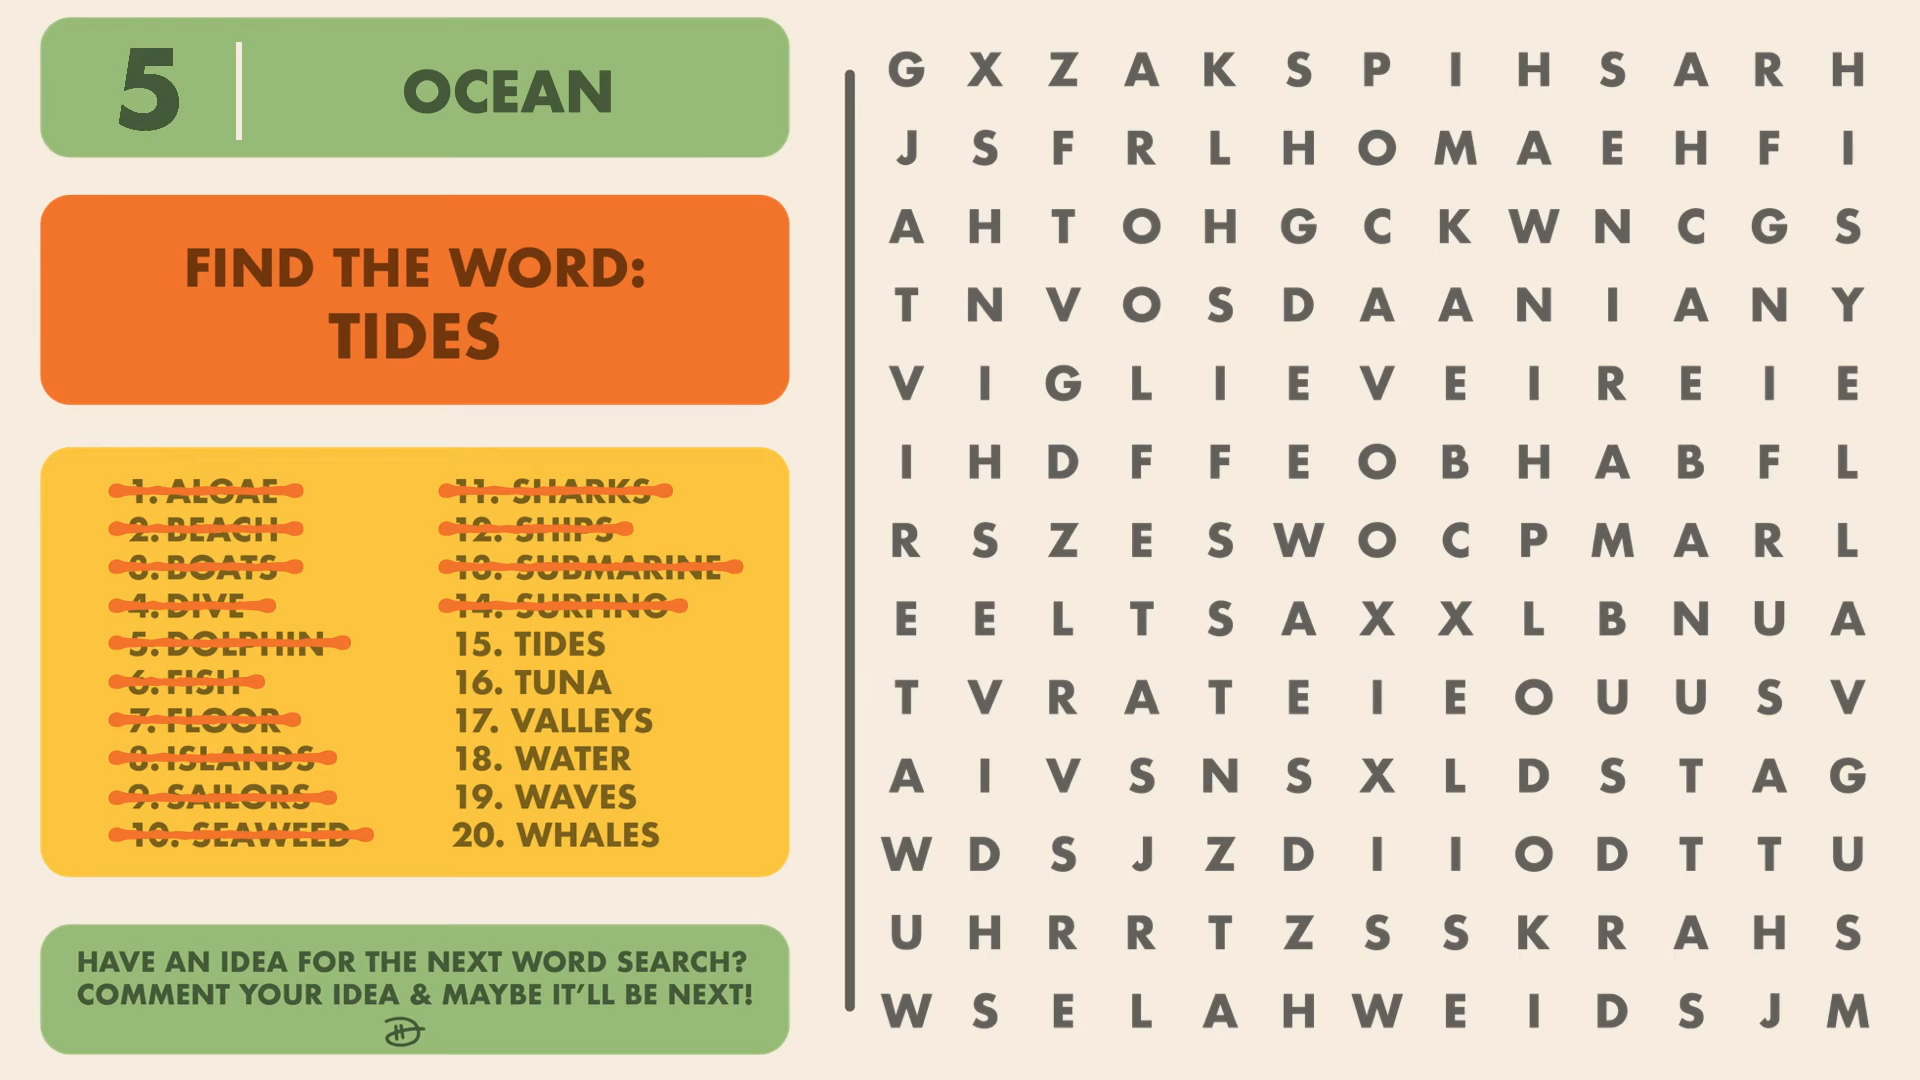 5
OCEAN
FIND THE WORD:
TIDES
1. ALGAE
2. BEACH
3. BOATS
4. DIVE
5. DOLPHIN
6. FISH
7. FLOOR
8. ISLANDS
9. SAILORS
10. SEAWEED
11. SHARKS
12. SHIPS
13. SUBMARINE
14. SURFING
15. TIDES
16. TUNA
17. VALLEYS
18. WATER
19. WAVES
20. WHALES
HAVE AN IDEA FOR THE NEXT WORD SEARCH?
COMMENT YOUR IDEA & MAYBE IT'LL BE NEXT!
G X Z A K S P I H S A R H
J S F R L H O M A E H F I
A H T O H G C K W N C G S
T N V O S D A A N I A N Y
V I G L I E V E I R E I E
I H D F F E O B H A B F L
R S Z E S W O C P M A R L
E E L T S A X X L B N U A
T V R A T E I E O U U S V
A I V S N S X L D S T A G
W D S J Z D I I O D T T U
U H R R T Z S S K R A H S
W S E L A H W E I D S J M